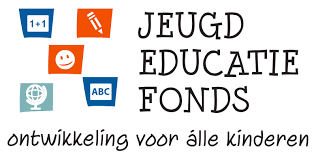 1+1
JEUGD
EDUCATIE
ABC
FONDS
ontwikkeling voor álle kinderen